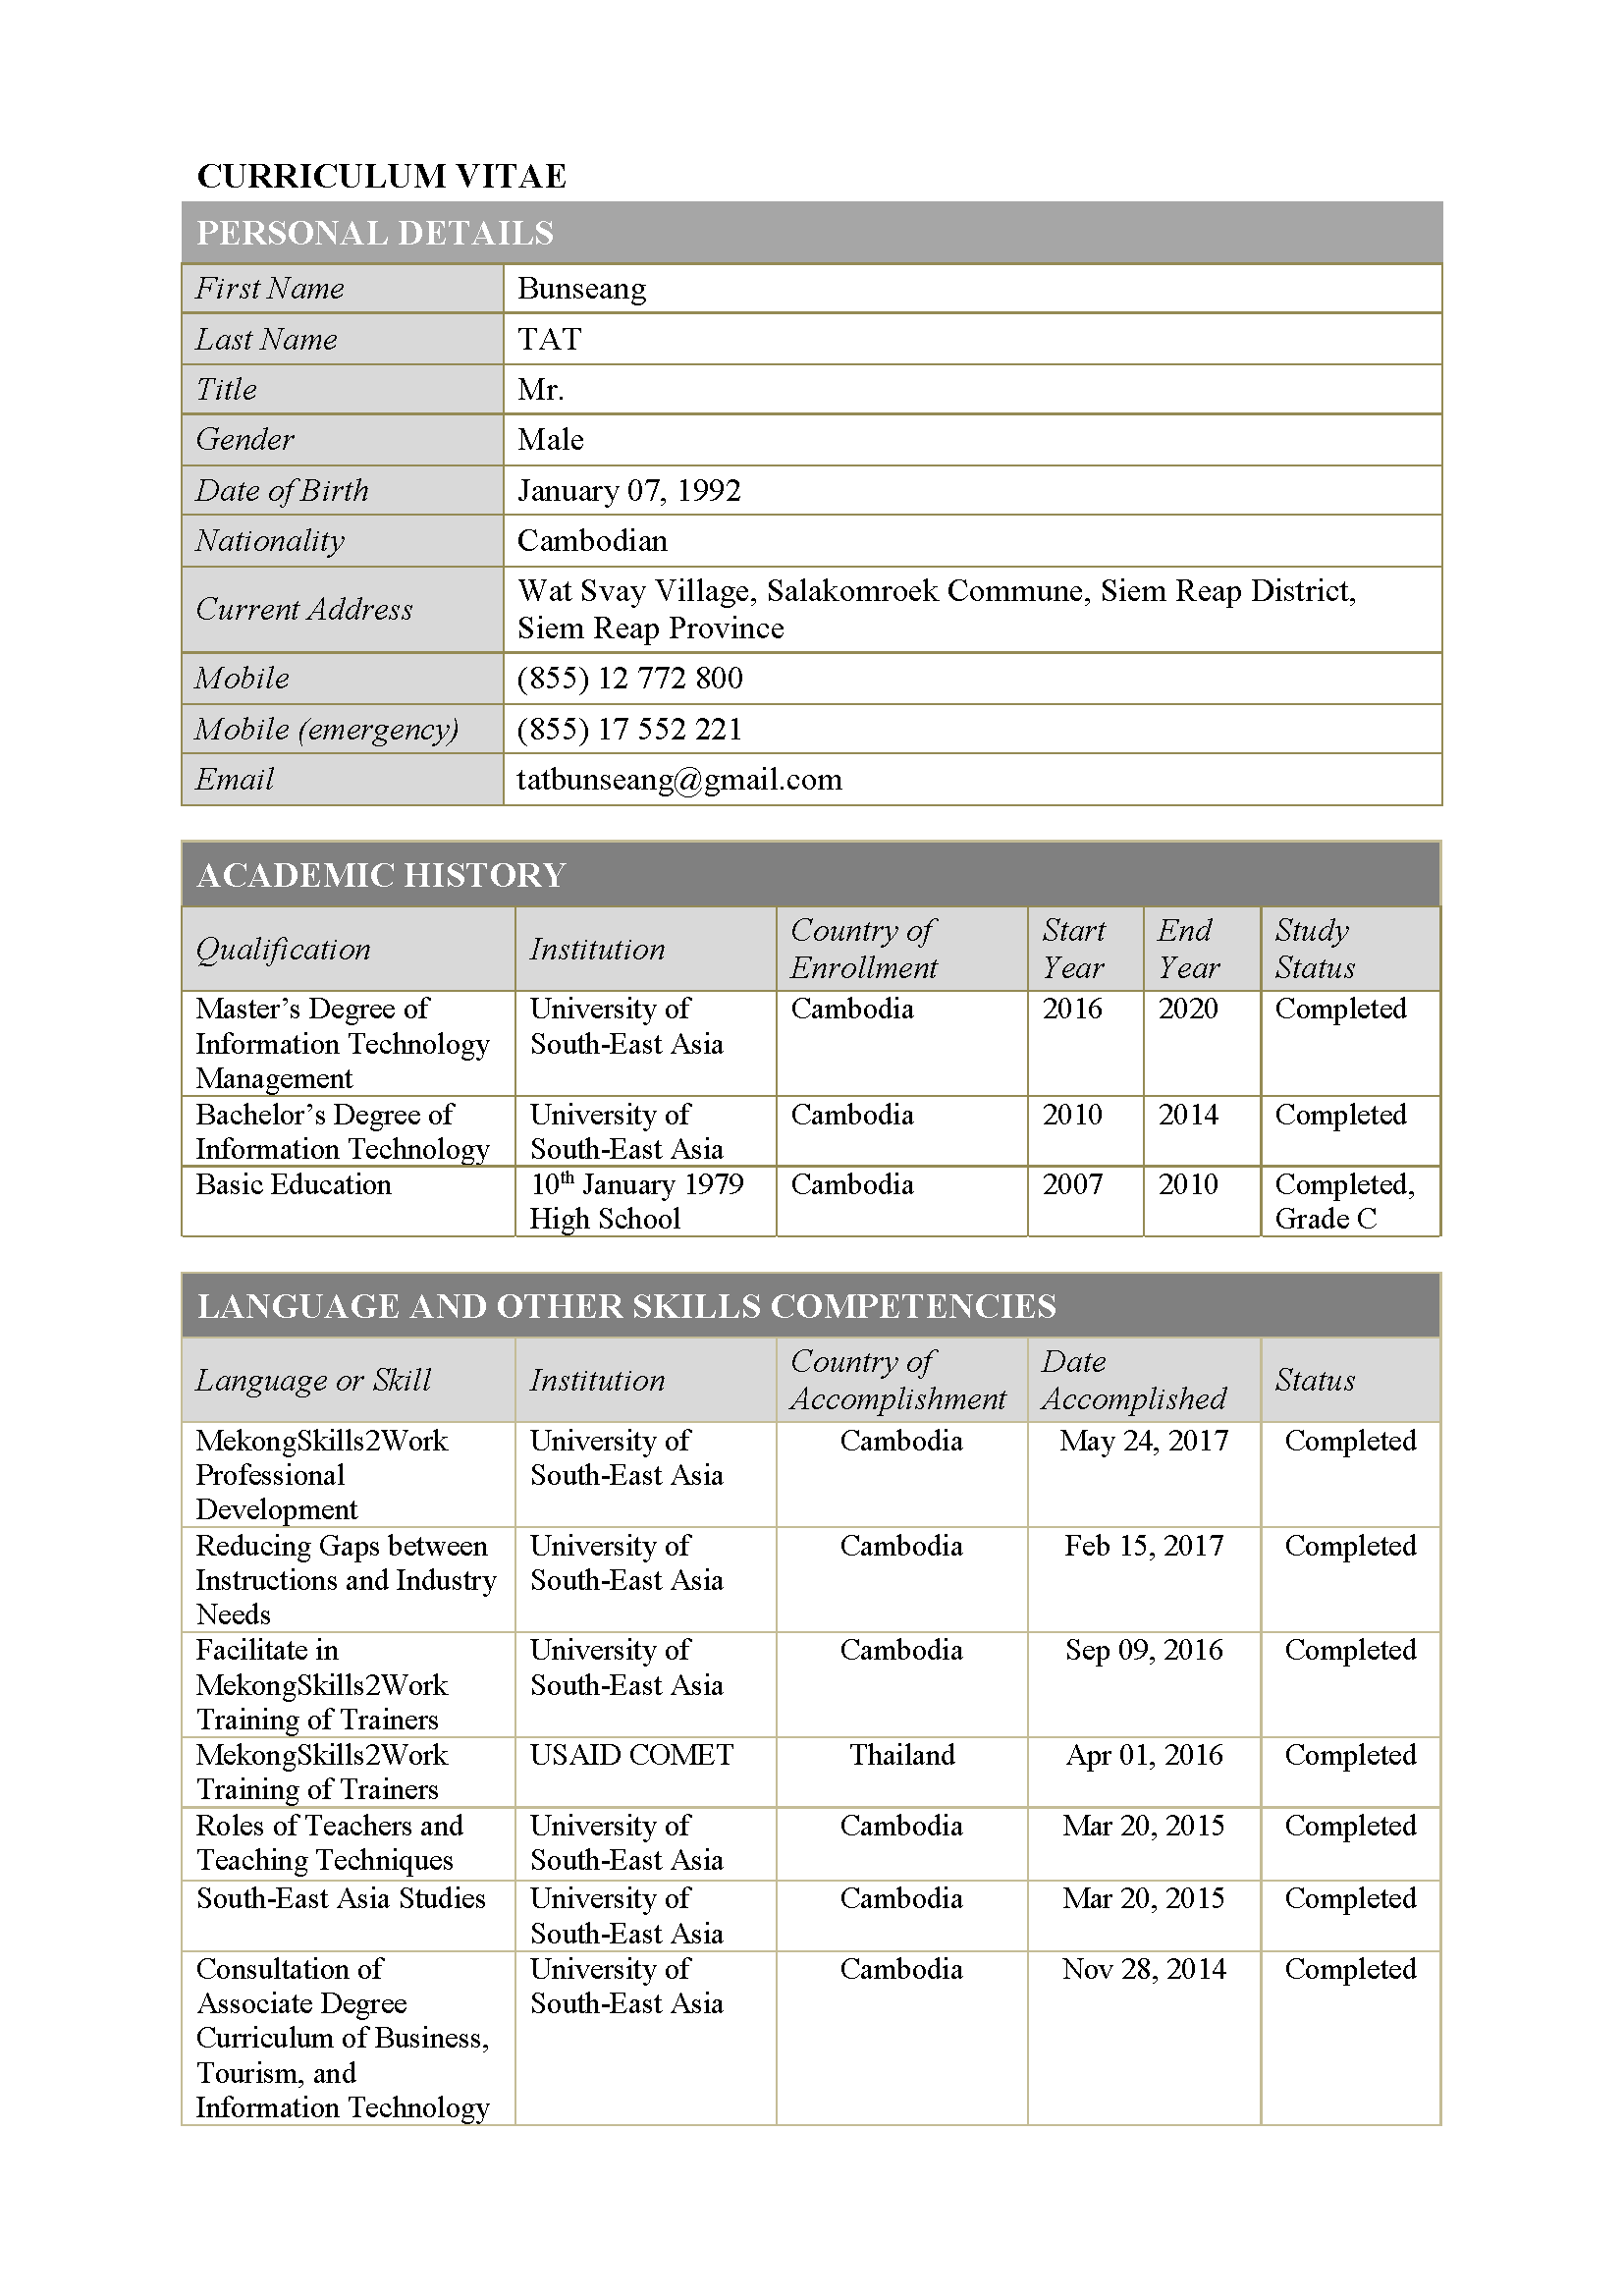 CURRICULUM VITAE
PERSONAL DETAILS
First Name Bunseang
Last Name TAT
Title Mr.
Gender Male
Date of Birth January 07, 1992
Nationality Cambodian
Current Address Wat Svay Village, Salakomroek Commune, Siem Reap District,
Siem Reap Province
Mobile (855) 12 772 800
Mobile (emergency) (855) 17 552 221
Email tatbunseang@gmail.com
ACADEMIC HISTORY
Qualification Institution Country of Enrollment Start Year End Year Study Status
Master’s Degree of University of Cambodia 2016 2020 Completed
Information Technology South-East Asia
Management
Bachelor’s Degree of University of Cambodia 2010 2014 Completed
Information Technology South-East Asia
Basic Education 10th January 1979 Cambodia 2007 2010 Completed,
High School Grade C
LANGUAGE AND OTHER SKILLS COMPETENCIES
Language or Skill Institution Country of Accomplishment Date Accomplished Status
MekongSkills2Work University of Cambodia May 24, 2017 Completed
Professional South-East Asia
Development
Reducing Gaps between University of Cambodia Feb 15, 2017 Completed
Instructions and Industry South-East Asia
Needs
Facilitate in University of Cambodia Sep 09, 2016 Completed
MekongSkills2Work South-East Asia
Training of Trainers
MekongSkills2Work USAID COMET Thailand Apr 01, 2016 Completed
Training of Trainers
Roles of Teachers and University of Cambodia Mar 20, 2015 Completed
Teaching Techniques South-East Asia
South-East Asia Studies University of Cambodia Mar 20, 2015 Completed
South-East Asia
Consultation of University of Cambodia Nov 28, 2014 Completed
Associate Degree South-East Asia
Curriculum of Business,
Tourism, and
Information Technology